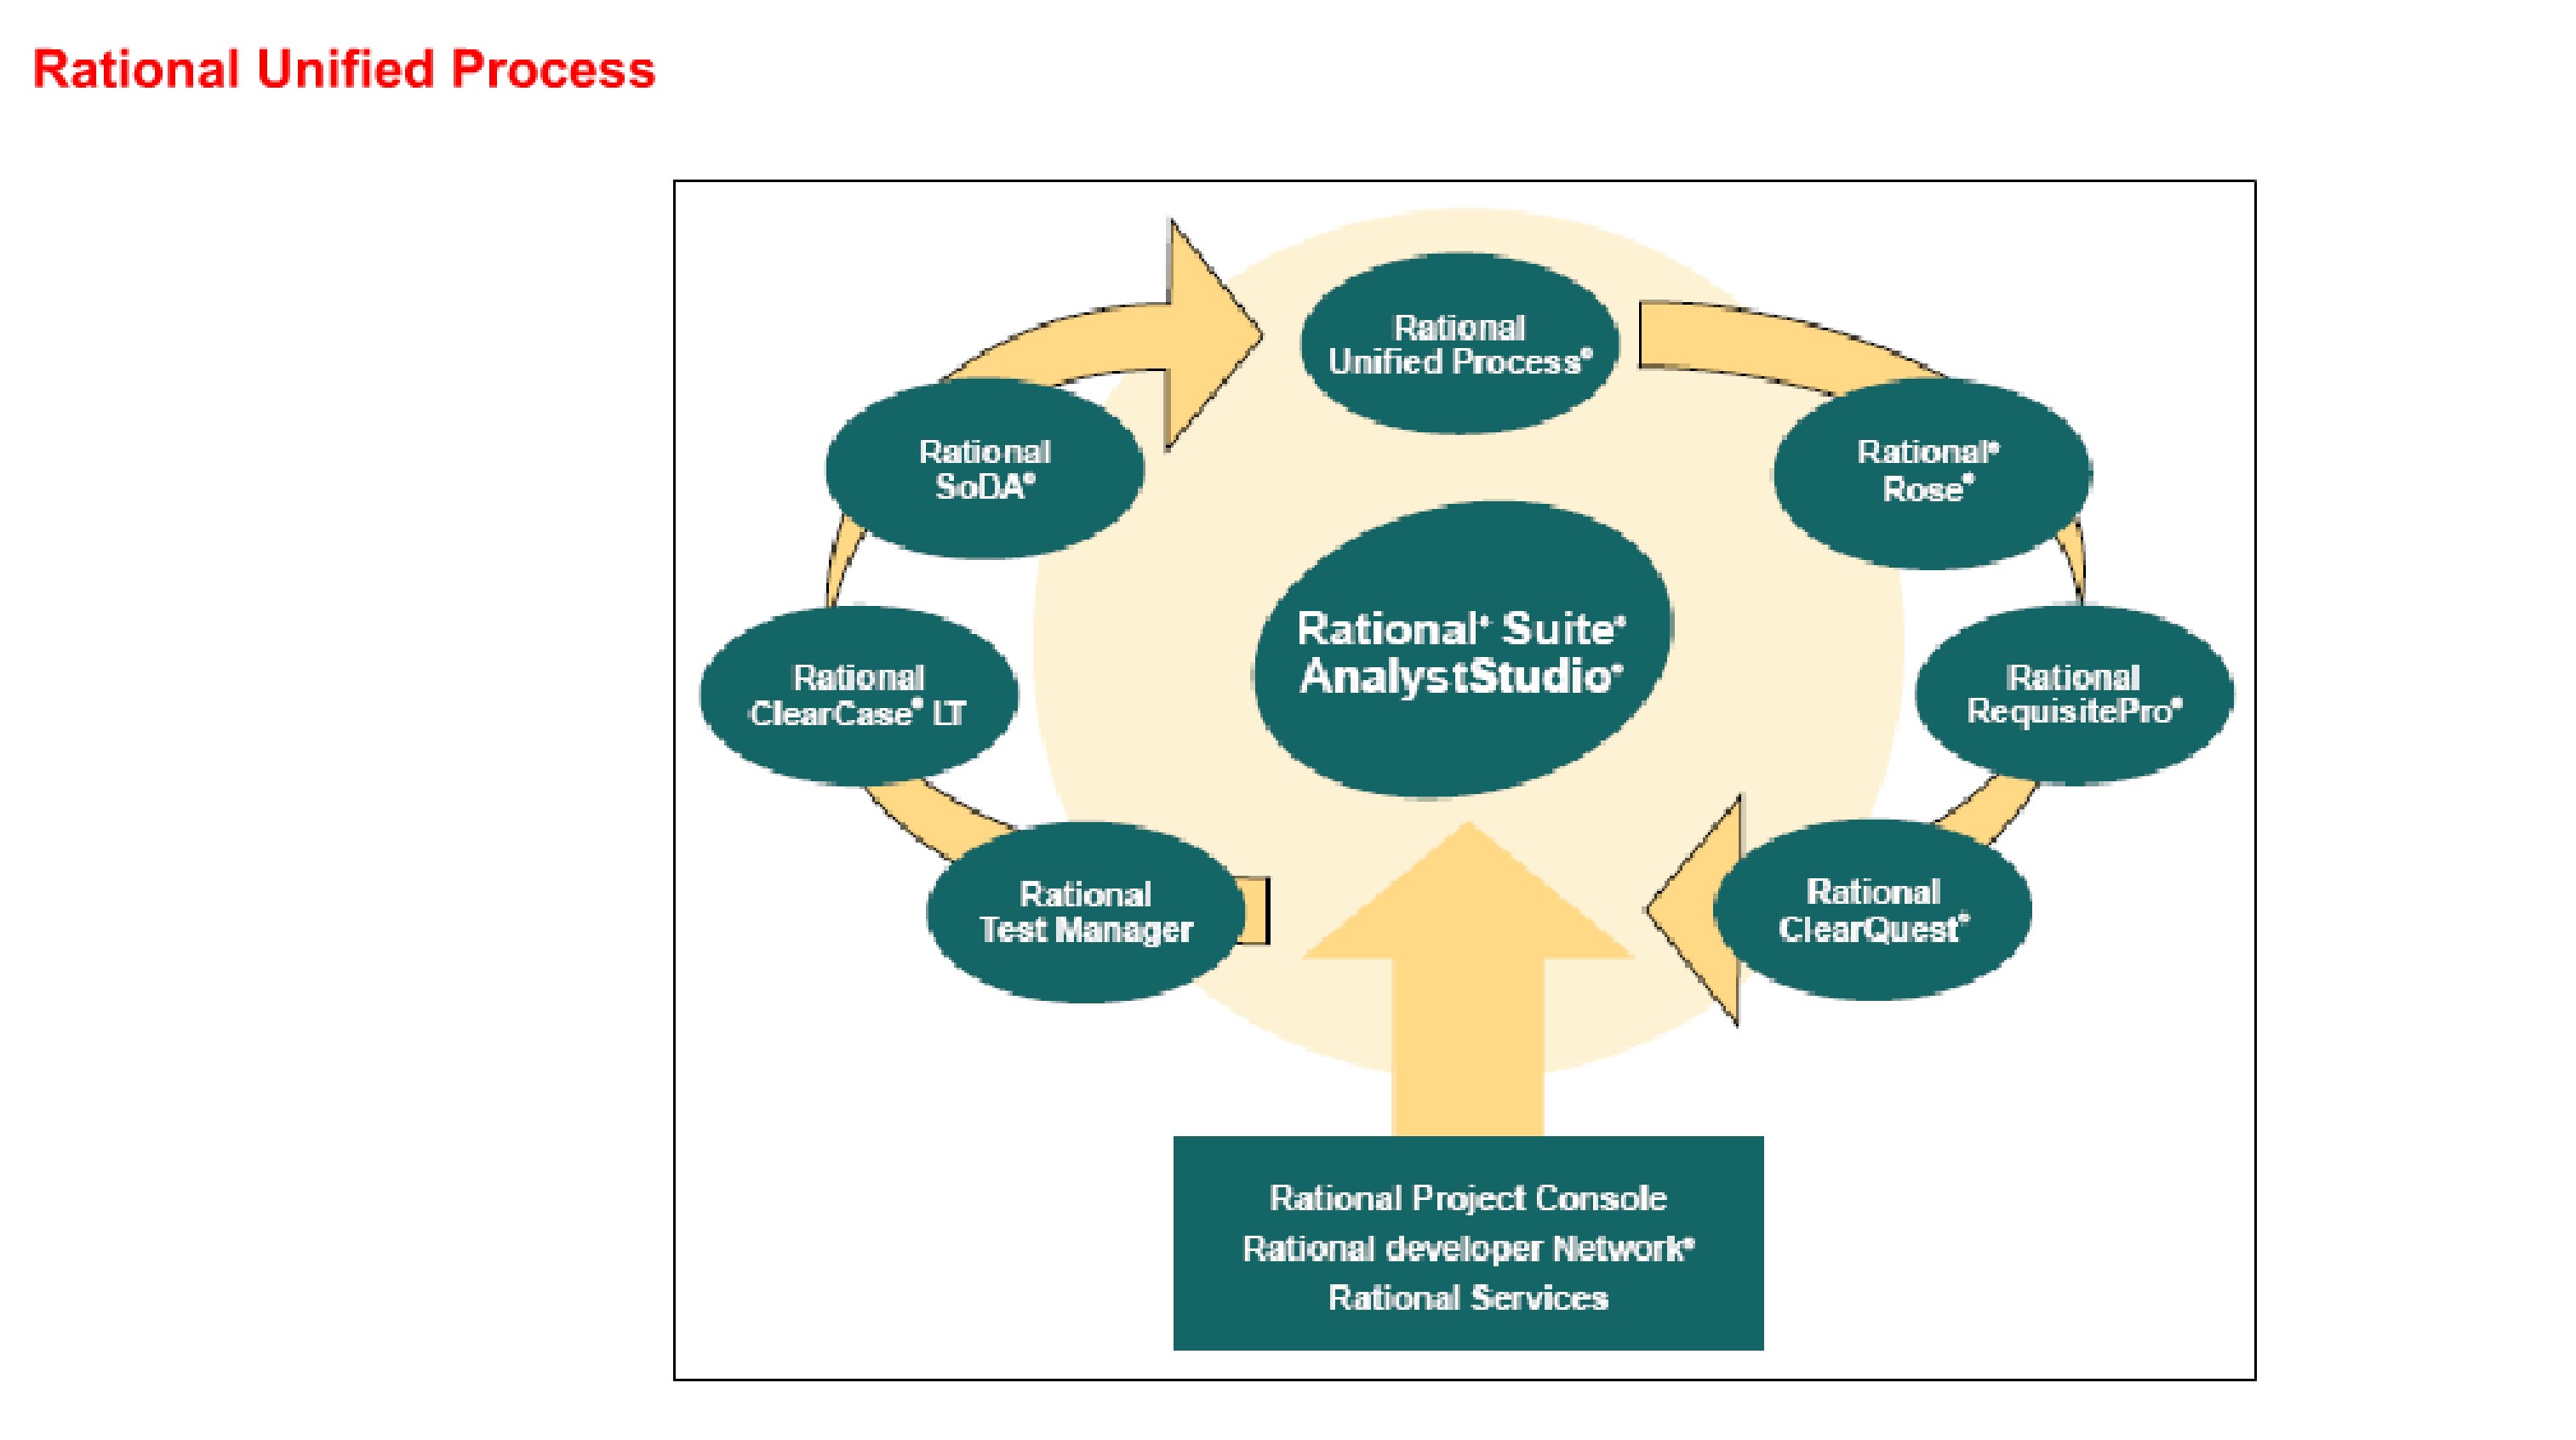 Rational Unified Process
Rational
Unified Process®
Rational
SoDA®
Rational®
Rose®
Rational® Suite®
AnalystStudio®
Rational
ClearCase® LT
Rational
RequisitePro®
Rational
Test Manager
Rational
ClearQuest®
Rational Project Console
Rational developer Network®
Rational Services